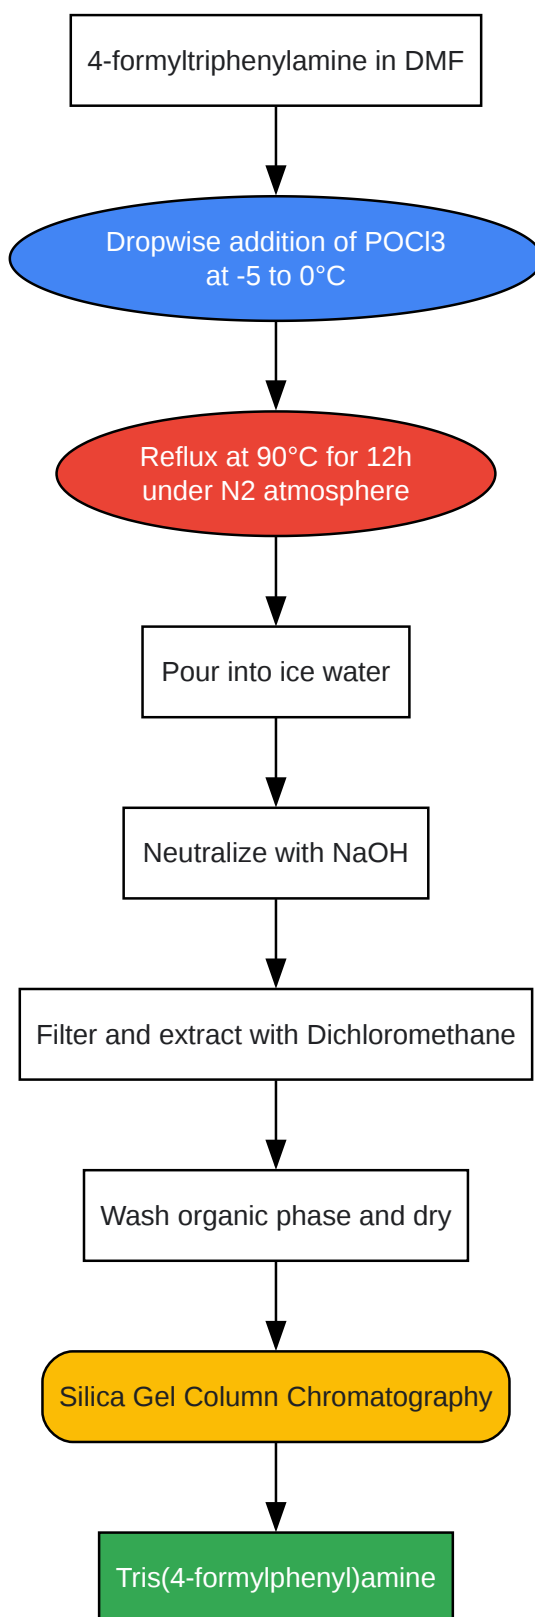 4-formyltriphenylamine in DMF
Dropwise addition of POCl3
at -5 to 0°C
Reflux at 90°C for 12h
under N2 atmosphere
Pour into ice water
Neutralize with NaOH
Filter and extract with Dichloromethane
Wash organic phase and dry
Silica Gel Column Chromatography
Tris(4-formylphenyl)amine